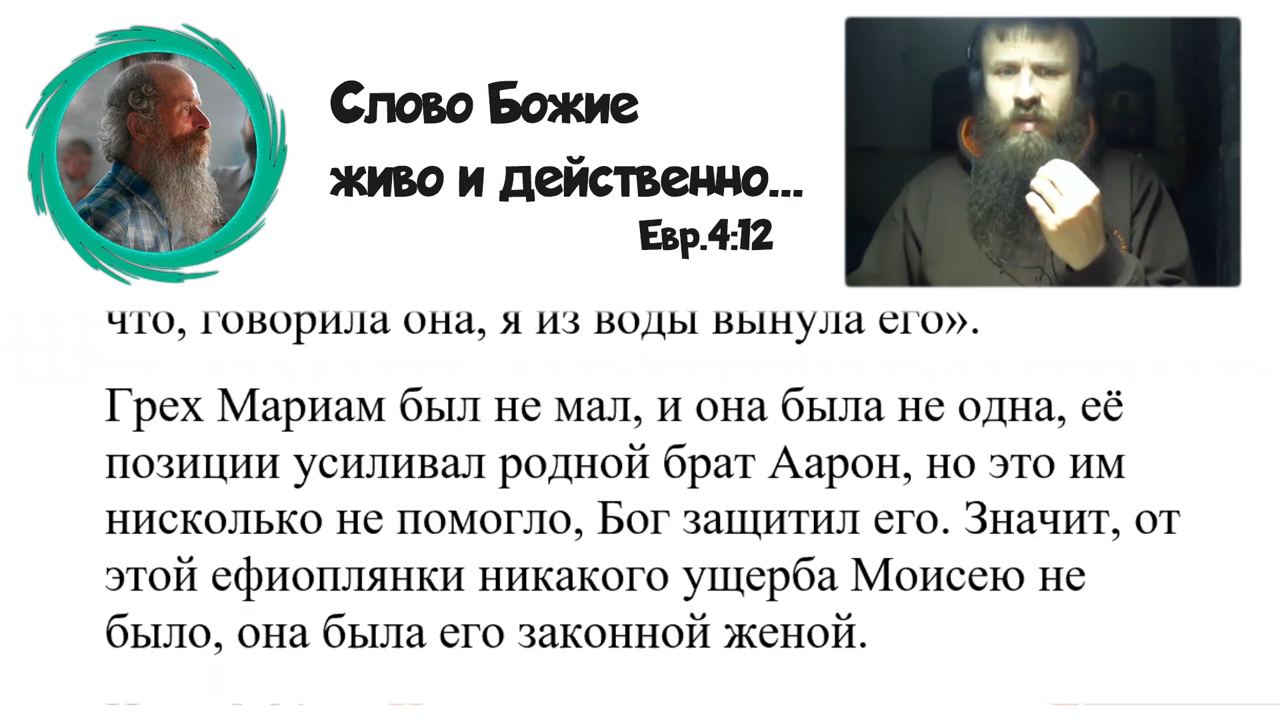 Слово Божие
живо и действенно...
Евр.4:12
что, говорила она, я из воды вынула его».
Грех Мариам был не мал, и она была не одна, её
позиции усиливал родной брат Аарон, но это им
нисколько не помогло, Бог защитил его. Значит, от
этой ефиоплянки никакого ущерба Моисею не
было, она была его законной женой.